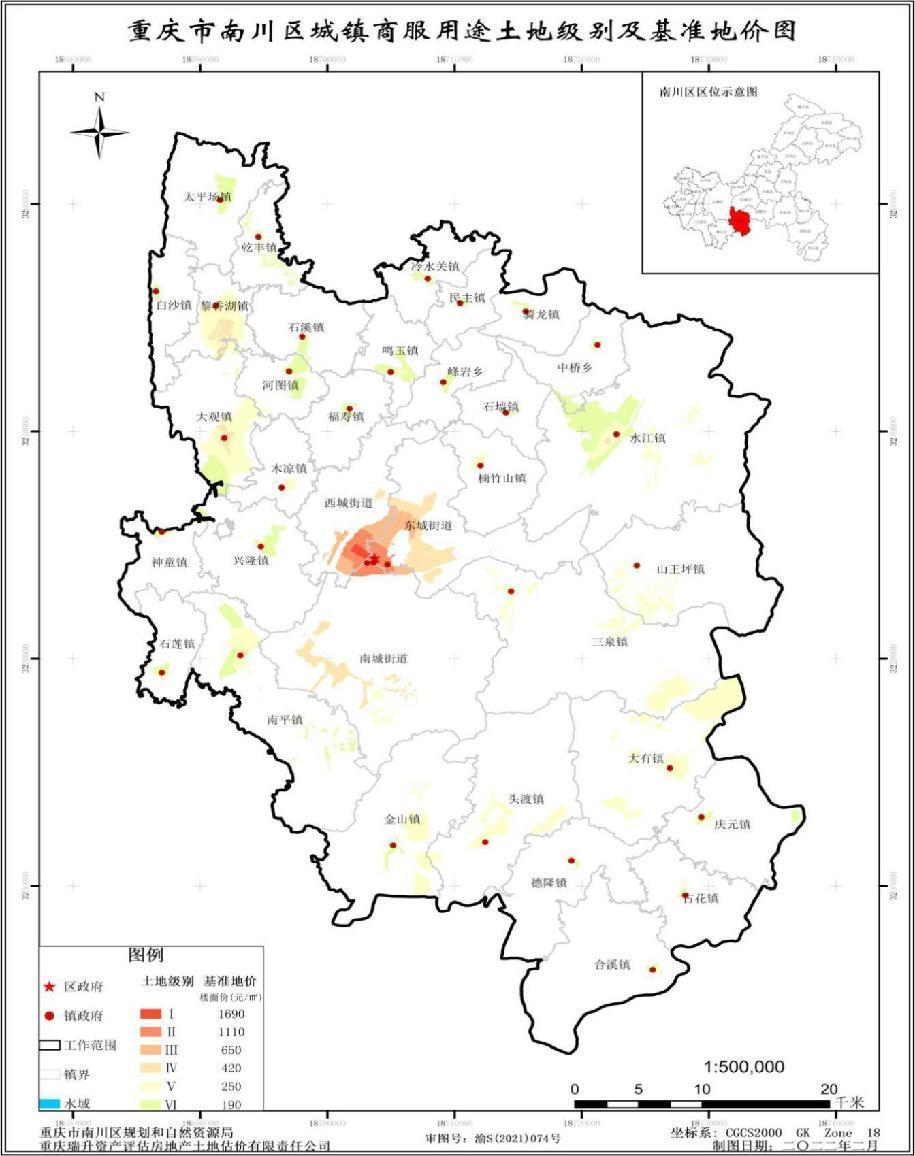 重庆市南川区城镇商服用途土地级别及基准地价图
N
南川区区位示意图
太平场镇
乾丰镇
冷水关镇
民主镇
骑龙镇
白沙镇
黎香湖镇
石溪镇
鸣玉镇
峰岩乡
中桥乡
河图镇
大观镇
福寿镇
石墙镇
水江镇
木凉镇
楠竹山镇
西城街道
东城街道
神童镇
兴隆镇
山王坪镇
石莲镇
三泉镇
南城街道
南平镇
大有镇
头渡镇
金山镇
庆元镇
德隆镇
古花镇
合溪镇
图例
区政府
镇政府
工作范围
镇界
水域
土地级别 基准地价
楼面价(元/㎡)
I 1690
II 1110
III 650
IV 420
V 250
VI 190
1:500,000
0 5 10 20
千米
重庆市南川区规划和自然资源局
重庆瑞升资产评估房地产土地估价有限责任公司
审图号: 渝S(2021)074号
坐标系: CGCS2000 GK Zone 18
制图日期: 二〇二二年二月